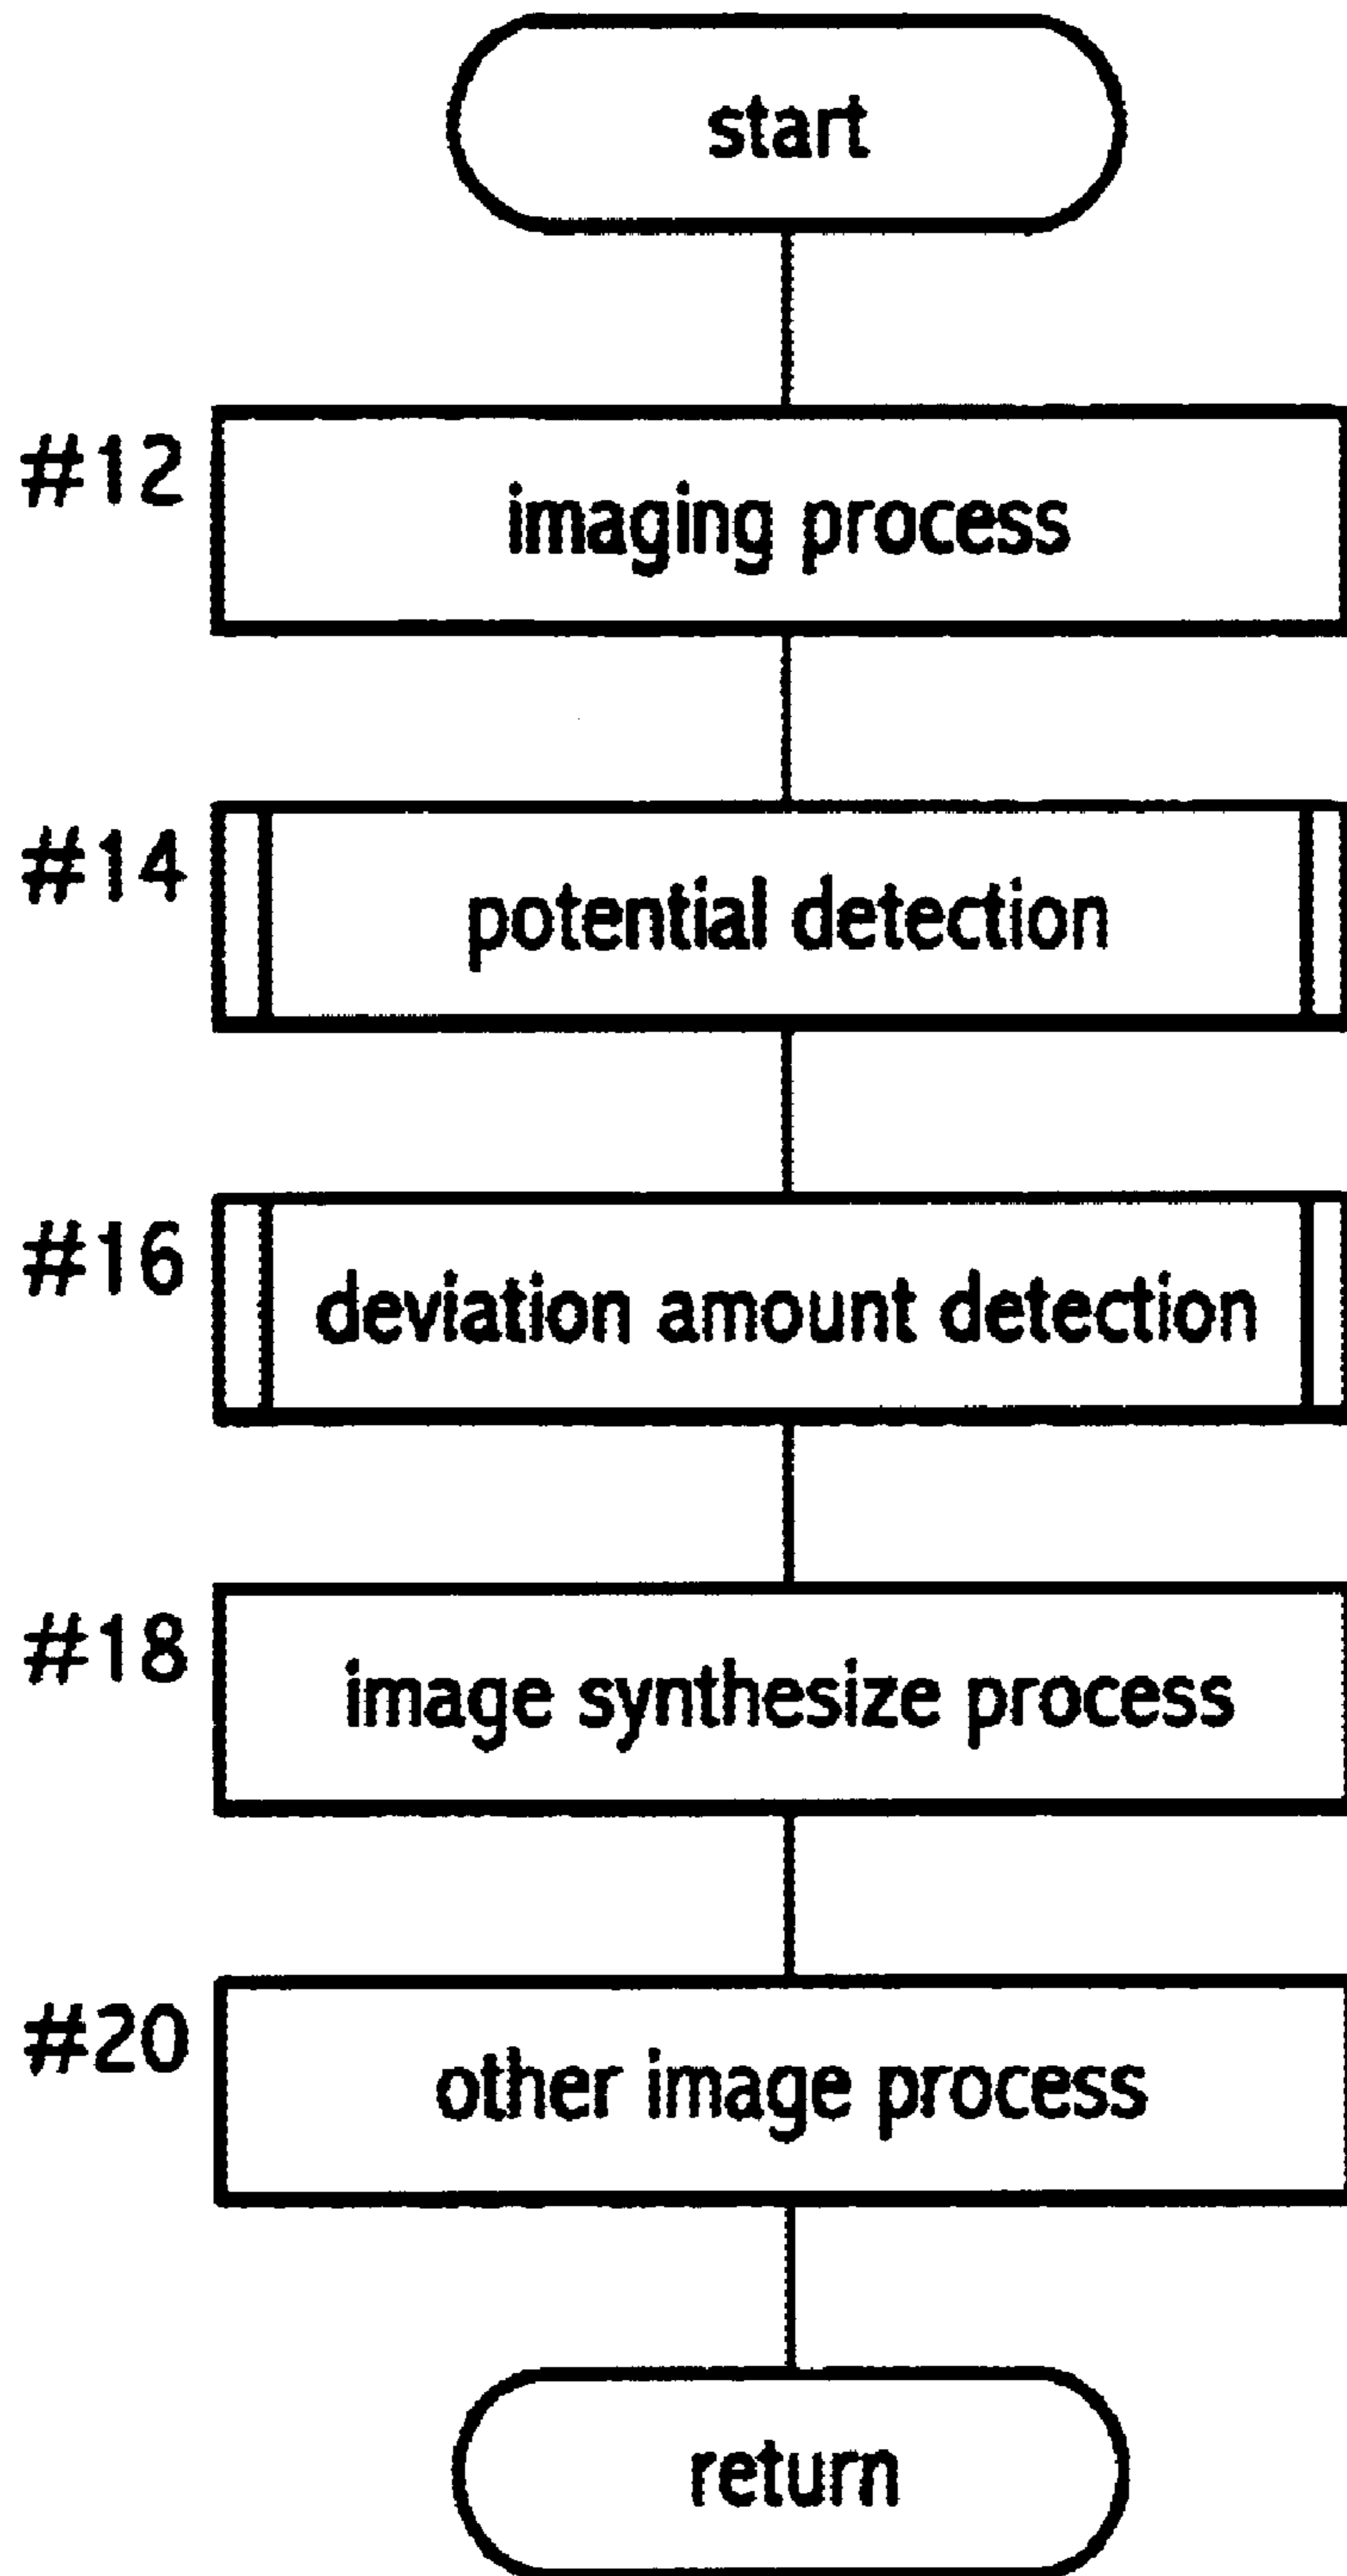 start
#12
imaging process
#14
potential detection
#16
deviation amount detection
#18
image synthesize process
#20
other image process
return